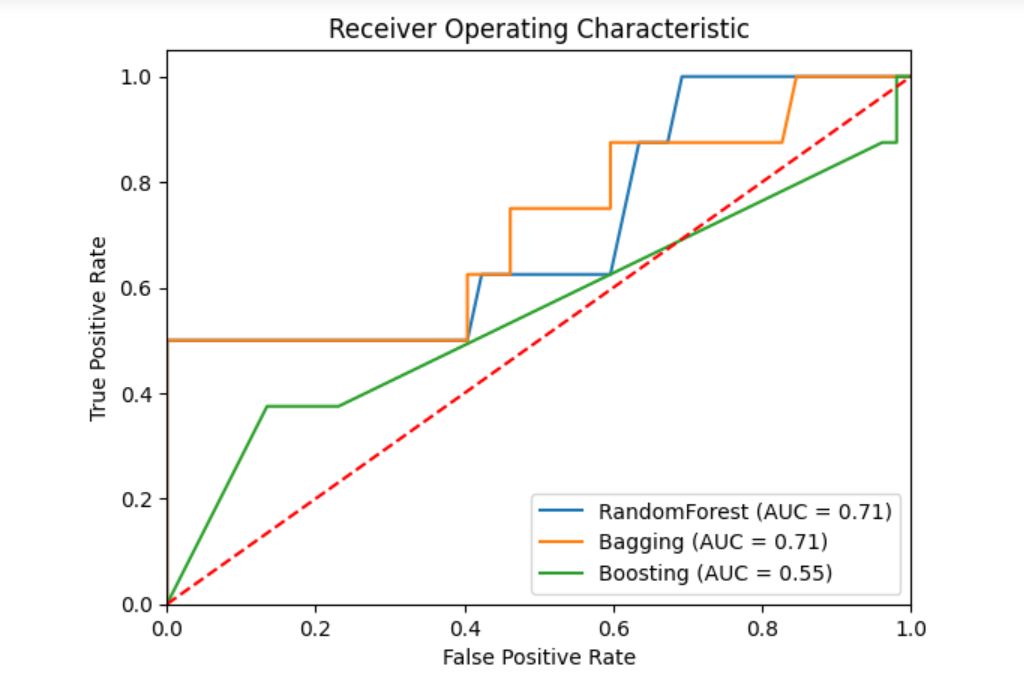 Receiver Operating Characteristic
True Positive Rate
1.0
0.8
0.6
0.4
0.2
0.0
RandomForest (AUC = 0.71)
Bagging (AUC = 0.71)
Boosting (AUC = 0.55)
0.0 0.2 0.4 0.6 0.8 1.0
False Positive Rate